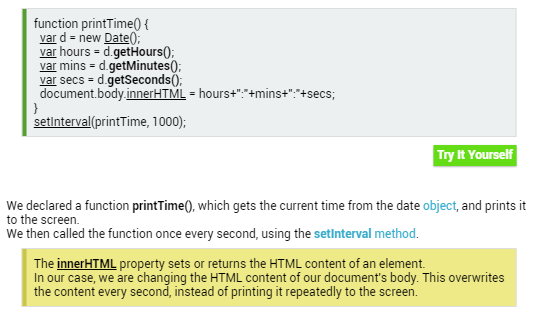 function printTime() {
var d = new Date();
var hours = d.getHours();
var mins = d.getMinutes();
var secs = d.getSeconds();
document.body.innerHTML = hours+":"+mins+":"+secs;
}
setInterval(printTime, 1000);
Try It Yourself
We declared a function printTime(), which gets the current time from the date object, and prints it
to the screen.
We then called the function once every second, using the setInterval method.
The innerHTML property sets or returns the HTML content of an element.
In our case, we are changing the HTML content of our document's body. This overwrites
the content every second, instead of printing it repeatedly to the screen.